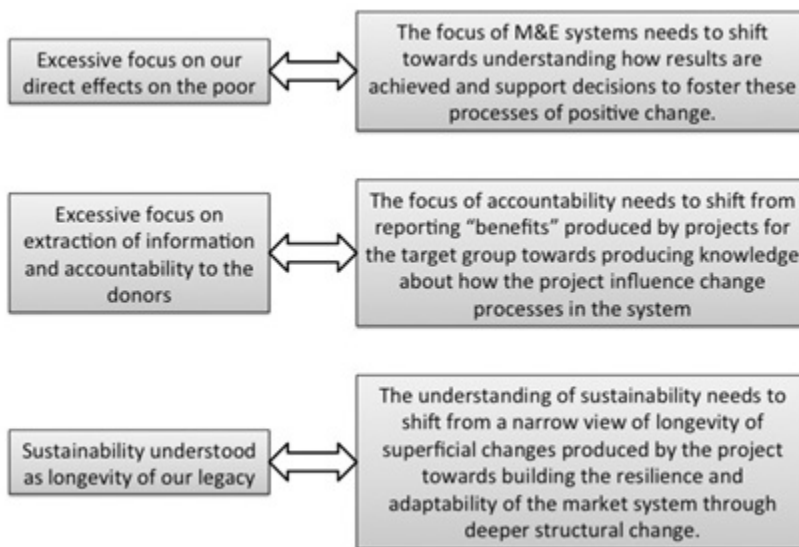 Excessive focus on our
direct effects on the poor
The focus of M&E systems needs to shift
towards understanding how results are
achieved and support decisions to foster these
processes of positive change.
Excessive focus on
extraction of information
and accountability to the
donors
The focus of accountability needs to shift from
reporting “benefits” produced by projects for
the target group towards producing knowledge
about how the project influence change
processes in the system
Sustainability understood
as longevity of our legacy
The understanding of sustainability needs to
shift from a narrow view of longevity of
superficial changes produced by the project
towards building the resilience and
adaptability of the market system through
deeper structural change.